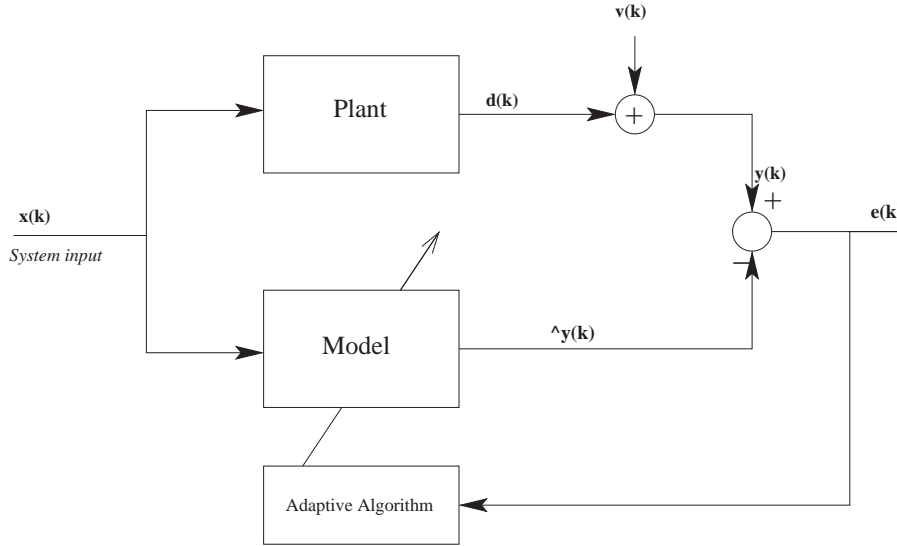 v(k)
Plant
d(k)
+
y(k)
+
x(k)
e(k
System input
−
Model
^y(k)
Adaptive Algorithm